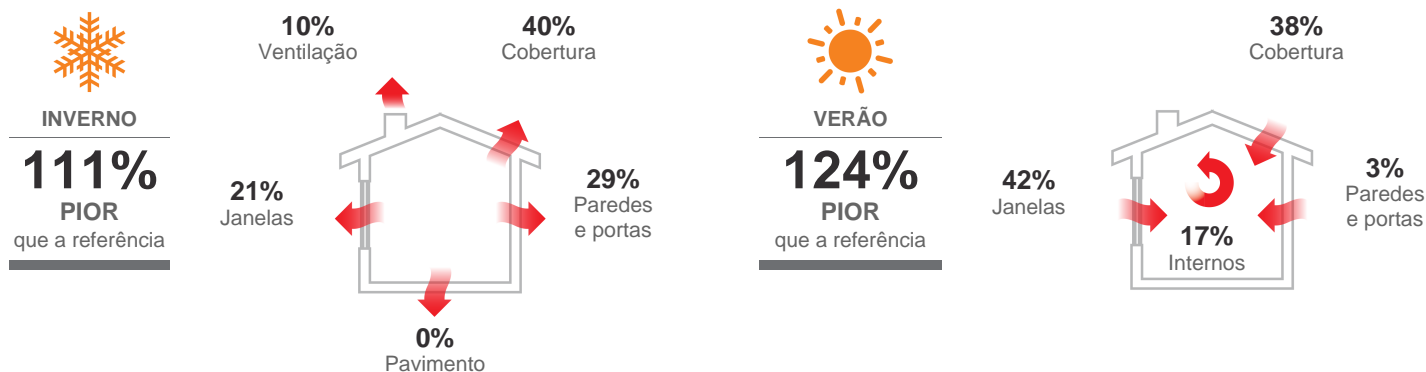 INVERNO
111%
PIOR
que a referência
10%
Ventilação
40%
Cobertura
21%
Janelas
29%
Paredes
e portas
0%
Pavimento
VERÃO
124%
PIOR
que a referência
38%
Cobertura
42%
Janelas
3%
Paredes
e portas
17%
Internos